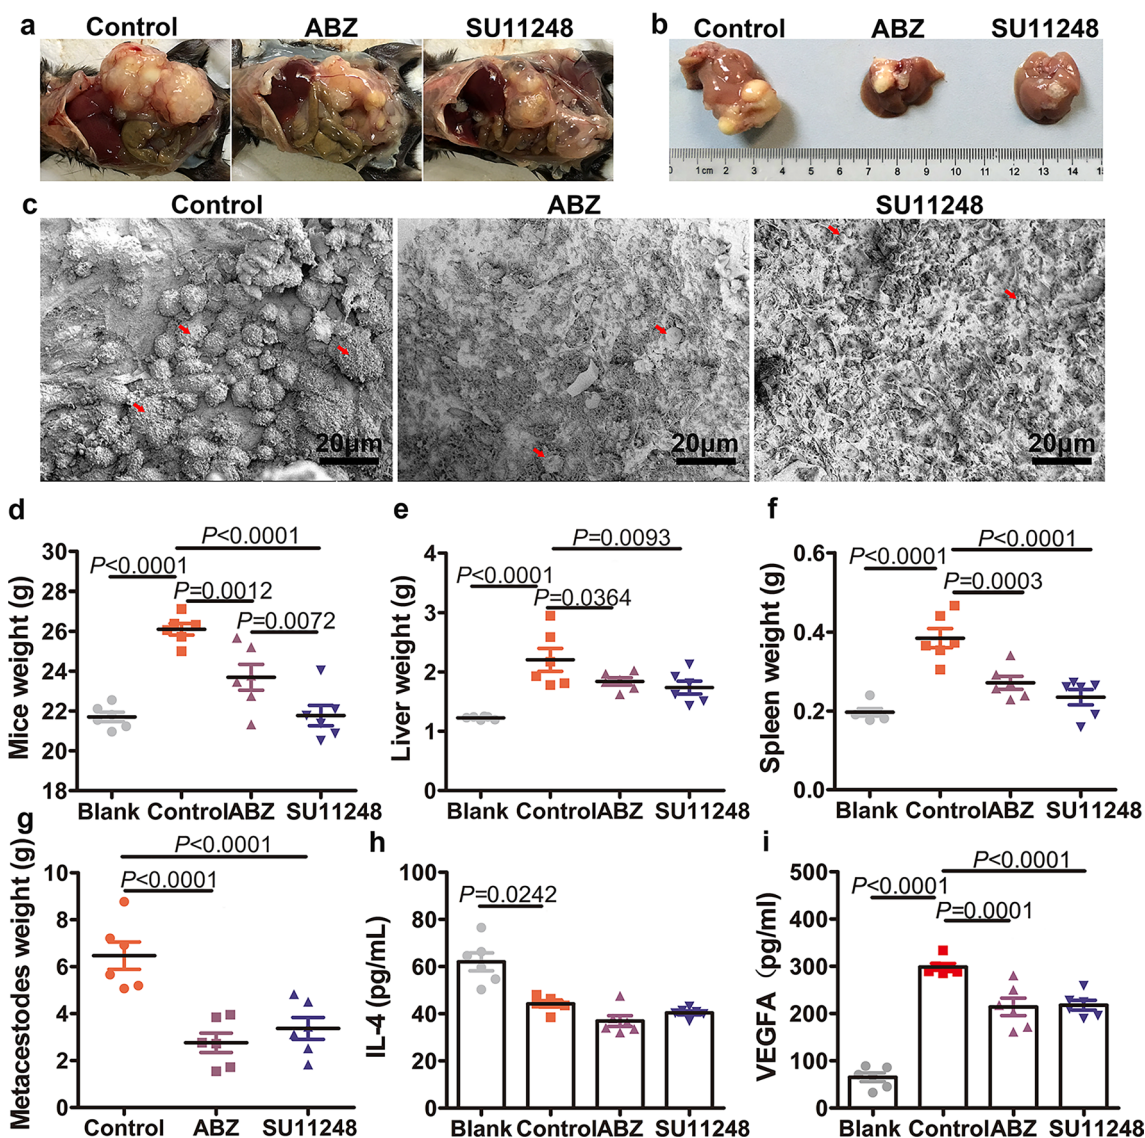 a Control ABZ SU11248
b Control ABZ SU11248
0 1 cm 2 3 4 5 6 7 8 9 10 11 12 13 14 15
c Control ABZ SU11248
20μm 20μm 20μm
d
P<0.0001
P<0.0001
P=0.0012
P=0.0072
Mice weight (g)
30
28
26
24
22
20
18
Blank Control ABZ SU11248
e
P=0.0093
P<0.0001
P=0.0364
Liver weight (g)
4
3
2
1
0
Blank Control ABZ SU11248
f
P<0.0001
P<0.0001
P=0.0003
Spleen weight (g)
0.6
0.4
0.2
0.0
Blank Control ABZ SU11248
g
P<0.0001
P<0.0001
Metacestodes weight (g)
10
8
6
4
2
0
Control ABZ SU11248
h
P=0.0242
IL-4 (pg/mL)
100
80
60
40
20
0
Blank Control ABZ SU11248
i
P<0.0001
P<0.0001
P=0.0001
VEGFA （pg/ml)
500
400
300
200
100
0
Blank Control ABZ SU11248